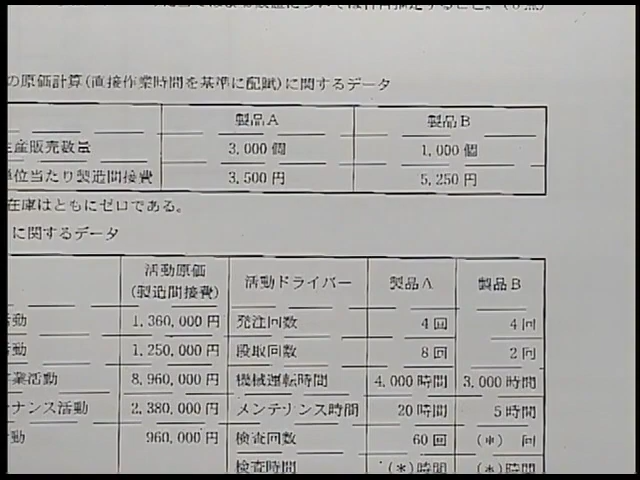 の原価計算(直接作業時間を基準に配賦)に関するデータ
製品A 製品B
生産販売数量 3,000個 1,000個
単位当たり製造間接費 3,500円 5,250円
在庫はともにゼロである。
に関するデータ
活動原価 (製造間接費) 活動ドライバー 製品A 製品B
活動 1,360,000円 発注回数 4回 4回
活動 1,250,000円 段取回数 8回 2回
業活動 8,960,000円 機械運転時間 4,000時間 3,000時間
ナンス活動 2,380,000円 メンテナンス時間 20時間 5時間
動 960,000円 検査回数 60回 (*) 回
検査時間 (*)時間 (*)時間